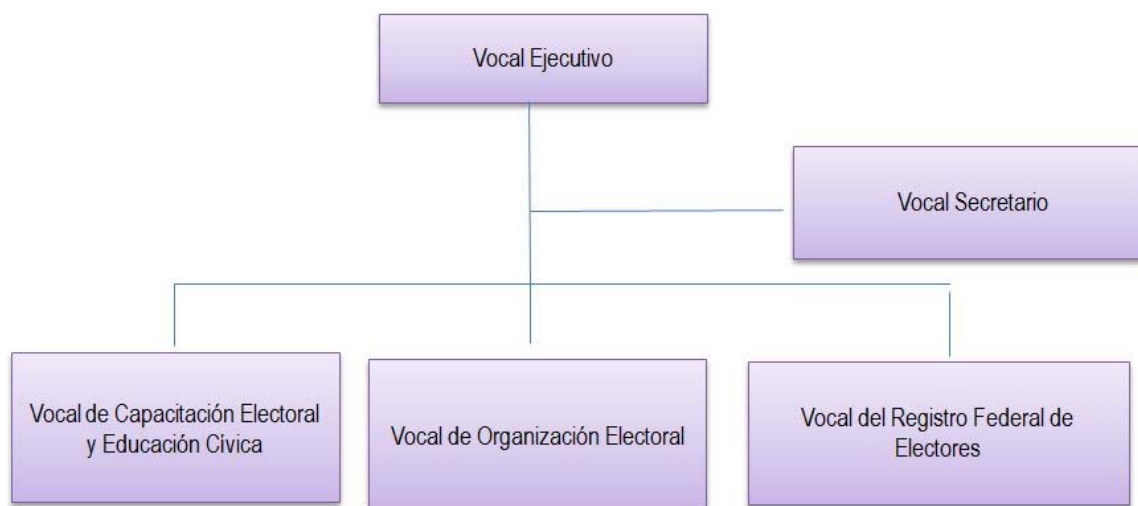 Vocal Ejecutivo
Vocal Secretario
Vocal de Capacitación Electoral
y Educación Cívica
Vocal de Organización Electoral
Vocal del Registro Federal de
Electores